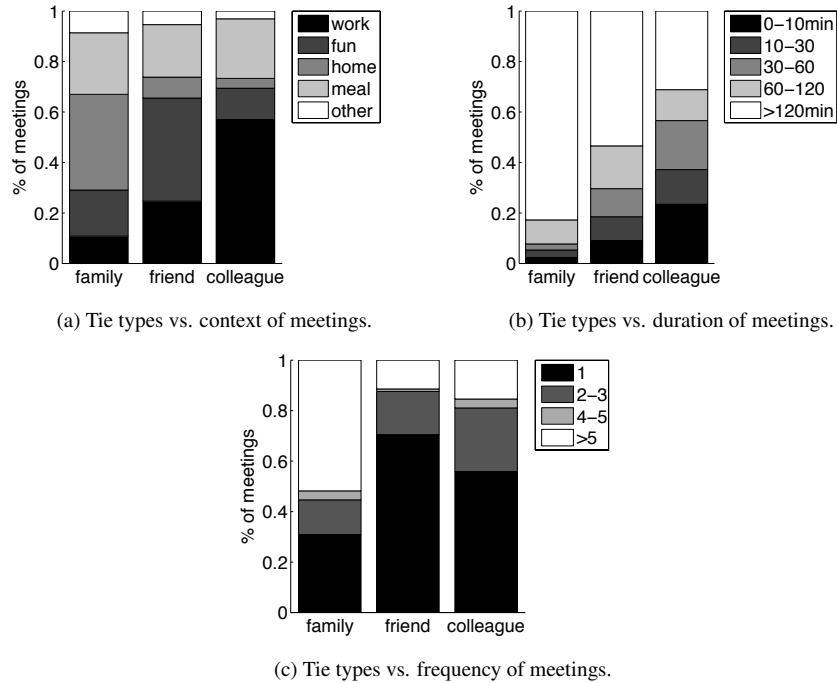 % of meetings
1
0.8
0.6
0.4
0.2
0
family friend colleague
work
fun
home
meal
other
(a) Tie types vs. context of meetings.
% of meetings
1
0.8
0.6
0.4
0.2
0
family friend colleague
0−10min
10−30
30−60
60−120
>120min
(b) Tie types vs. duration of meetings.
% of meetings
1
0.8
0.6
0.4
0.2
0
family friend colleague
1
2−3
4−5
>5
(c) Tie types vs. frequency of meetings.